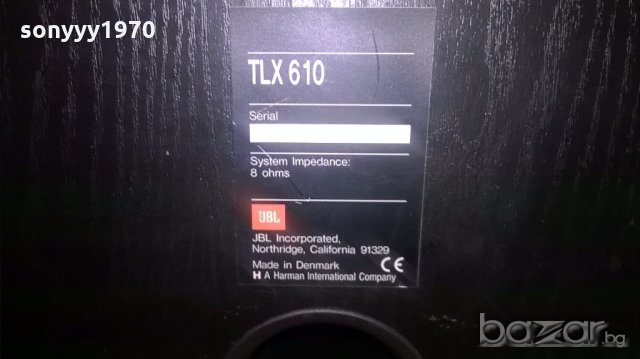 sonyyy1970
TLX 610
Serial
System Impedance:
8 ohms
JBL
JBL Incorporated,
Northridge, California 91329
Made in Denmark CE
H A Harman International Company
bazar.bg